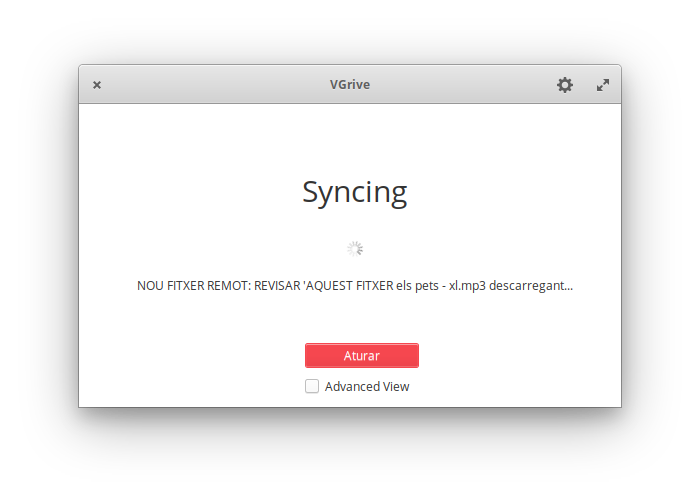 VGrive
Syncing
NOU FITXER REMOT: REVISAR 'AQUEST FITXER els pets - xl.mp3 descarregant...
Aturar
Advanced View